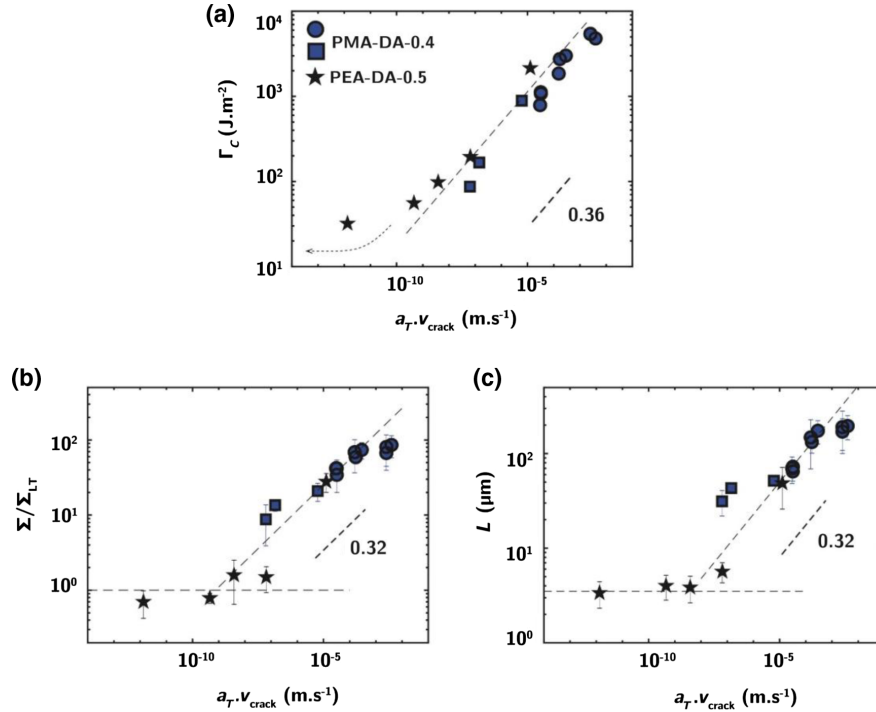 (a)
10⁴
10³
10²
10¹
Γ_C (J.m⁻²)
PMA-DA-0.4
PEA-DA-0.5
0.36
10⁻¹⁰
10⁻⁵
a_T.v_crack (m.s⁻¹)
(b)
10²
10¹
10⁰
Σ/Σ_LT
0.32
10⁻¹⁰
10⁻⁵
a_T.v_crack (m.s⁻¹)
(c)
10²
10¹
10⁰
L (μm)
0.32
10⁻¹⁰
10⁻⁵
a_T.v_crack (m.s⁻¹)